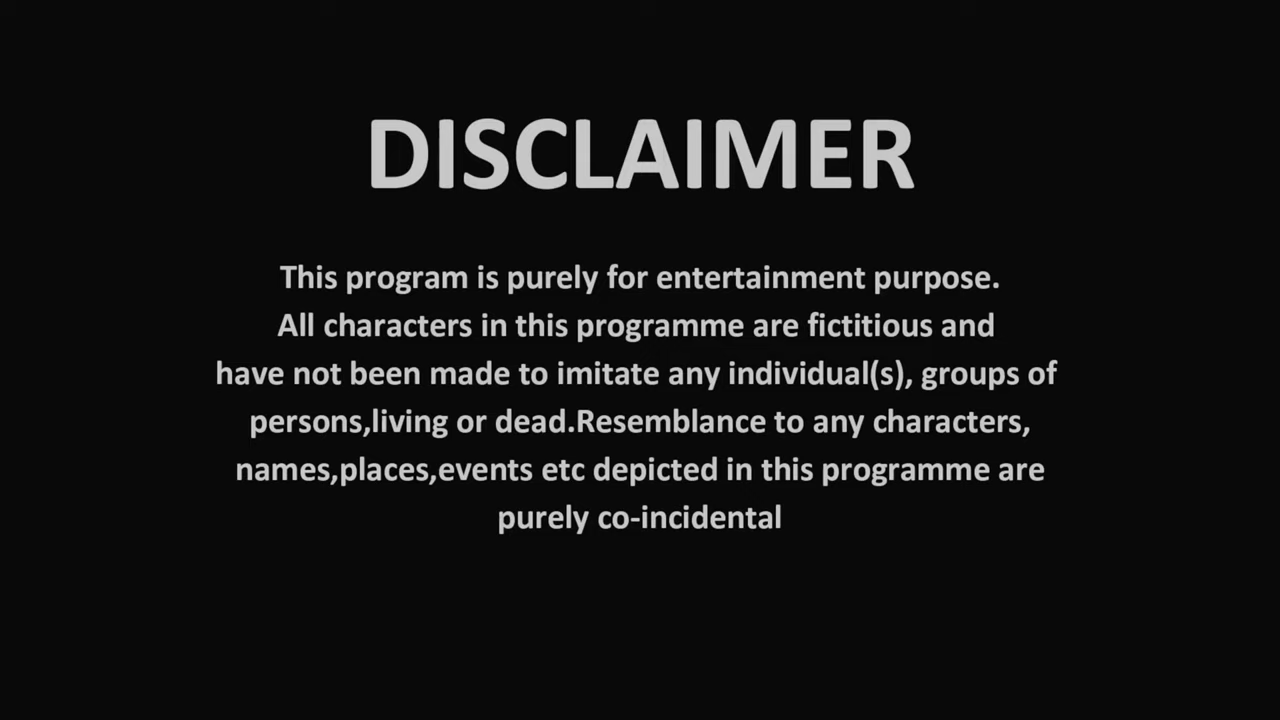 DISCLAIMER
This program is purely for entertainment purpose.
All characters in this programme are fictitious and
have not been made to imitate any individual(s), groups of
persons,living or dead.Resemblance to any characters,
names,places,events etc depicted in this programme are
purely co-incidental